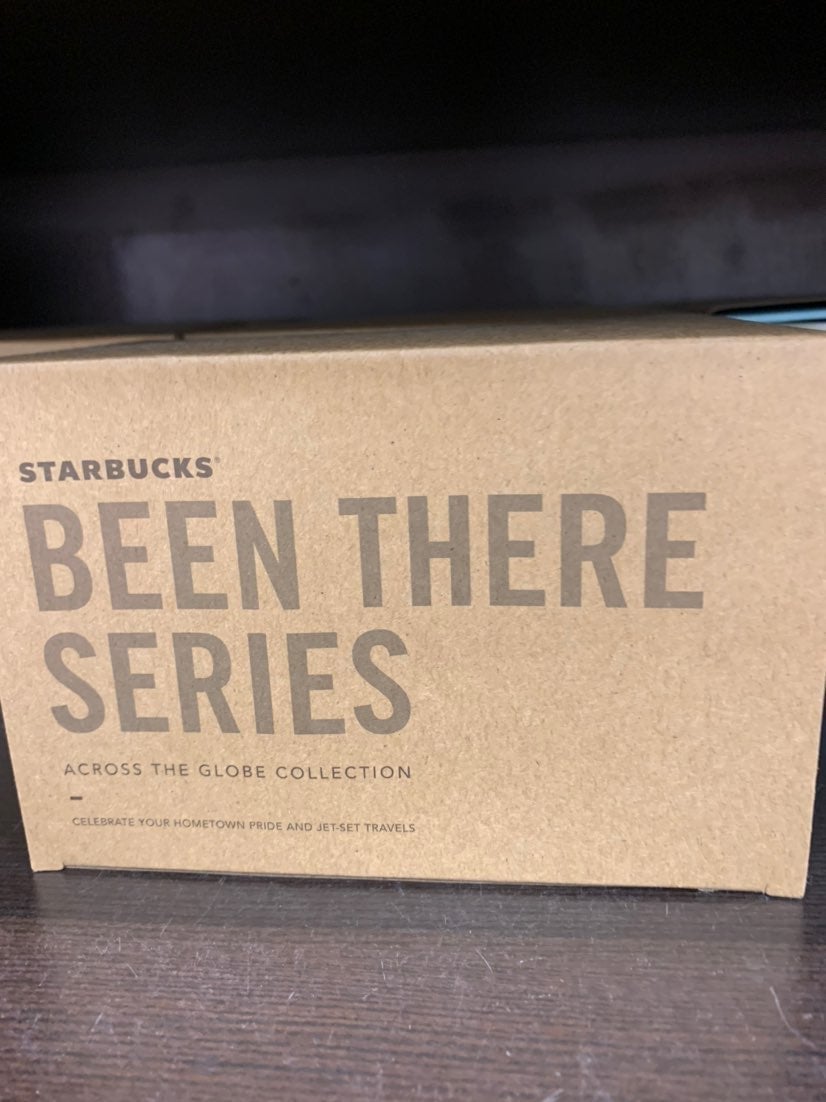 STARBUCKS®
BEEN THERE
SERIES
ACROSS THE GLOBE COLLECTION
CELEBRATE YOUR HOMETOWN PRIDE AND JET-SET TRAVELS